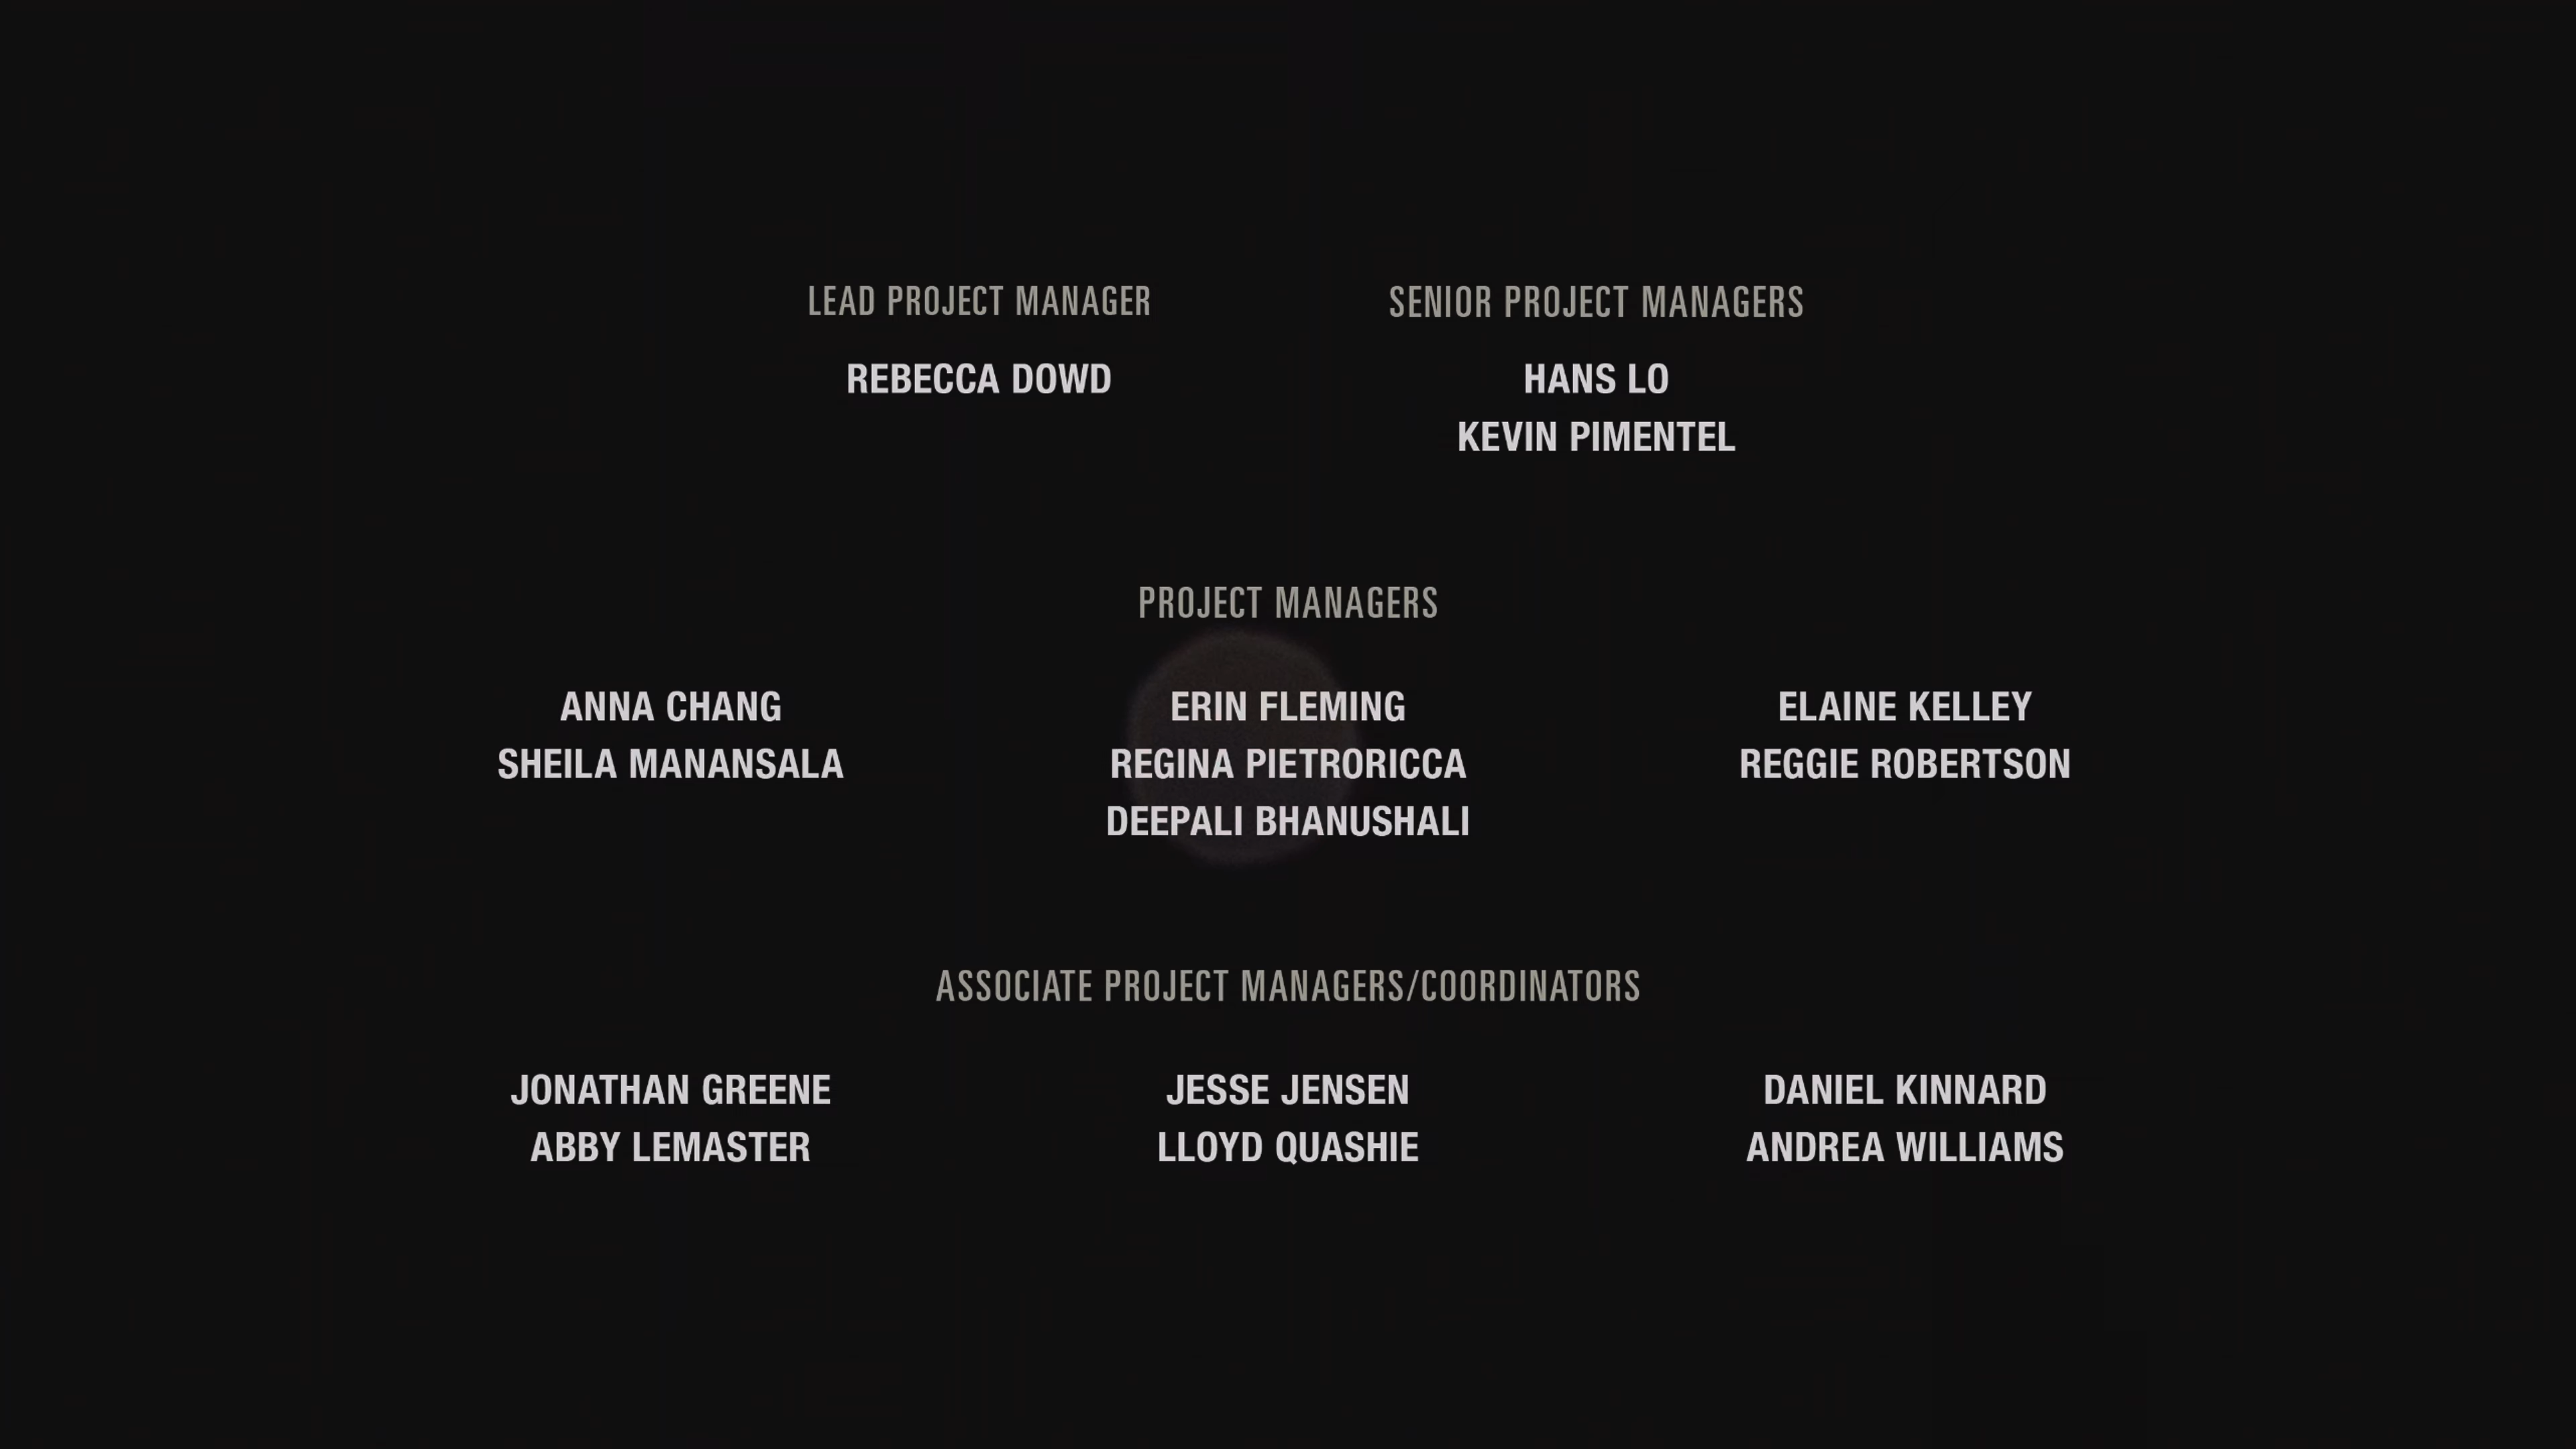 LEAD PROJECT MANAGER
REBECCA DOWD
SENIOR PROJECT MANAGERS
HANS LO
KEVIN PIMENTEL
PROJECT MANAGERS
ANNA CHANG
SHEILA MANANSALA
ERIN FLEMING
REGINA PIETRORICCA
DEEPALI BHANUSHALI
ELAINE KELLEY
REGGIE ROBERTSON
ASSOCIATE PROJECT MANAGERS/COORDINATORS
JONATHAN GREENE
ABBY LEMASTER
JESSE JENSEN
LLOYD QUASHIE
DANIEL KINNARD
ANDREA WILLIAMS